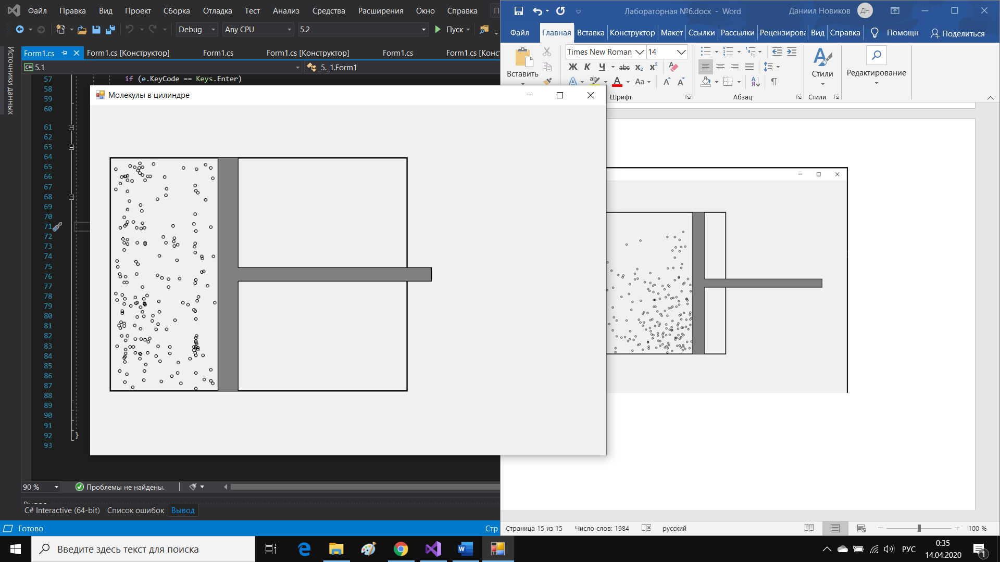 Файл Правка Вид Проект Сборка Отладка Тест Анализ Средства Расширения Окно Справка
Debug Any CPU 5.2 Пуск
Form1.cs Form1.cs [Конструктор] Form1.cs Form1.cs [Конструктор] Form1.cs Form1.cs [Конс
C# 5.1 _5._1.Form1
Источники данных
57 if (e.KeyCode == Keys.Enter)
58
59
60
61
62
63
64
65
66
67
68
69
70
71
72
73
74
75
76
77
78
79
80
81
82
83
84
85
86
87
88
89
90
91
92 }
93
Молекулы в цилиндре
90 % Проблемы не найдены.
C# Interactive (64-bit) Список ошибок Вывод
Готово Стр
Лабораторная №6.docx - Word Даниил Новиков ДН
Файл Главная Вставка Конструктор Макет Ссылки Рассылки Рецензирова Вид Справка Помощн Поделиться
Вставить
Times New Roman 14
Ж К Ч abc x₂ x²
Aa
Стили
Редактирование
Шрифт Абзац Стили
Страница 15 из 15 Число слов: 1984 русский 100 %
Введите здесь текст для поиска
РУС
0:35
14.04.2020
1